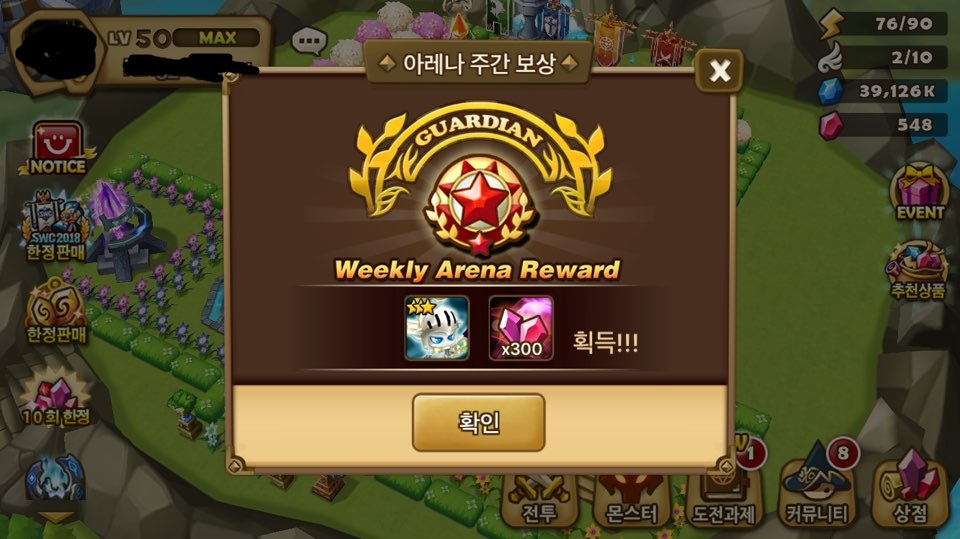 LV 50 MAX
76/90
2/10
39,126K
548
아레나 주간 보상
X
GUARDIAN
Weekly Arena Reward
x300
획득!!!
확인
NOTICE
SWC2018
한정판매
한정판매
10회 한정
EVENT
추천상품
전투
몬스터
1
도전과제
8
커뮤니티
상점